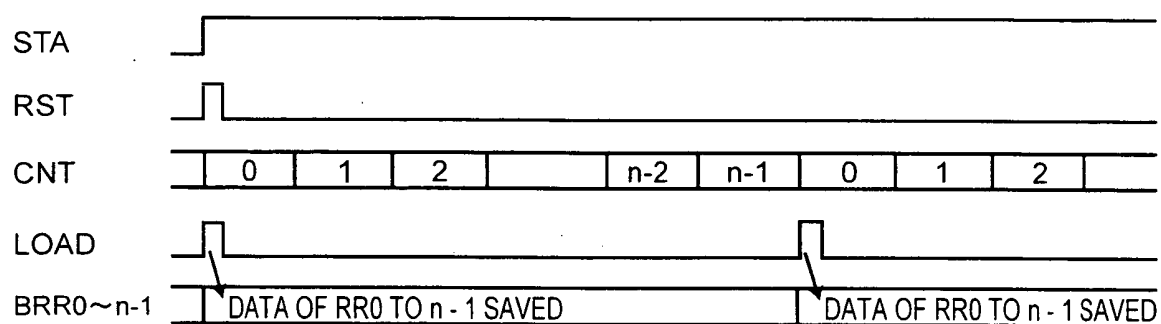 STA
RST
CNT 0 1 2 n-2 n-1 0 1 2
LOAD
BRR0~n-1 DATA OF RR0 TO n - 1 SAVED DATA OF RR0 TO n - 1 SAVED